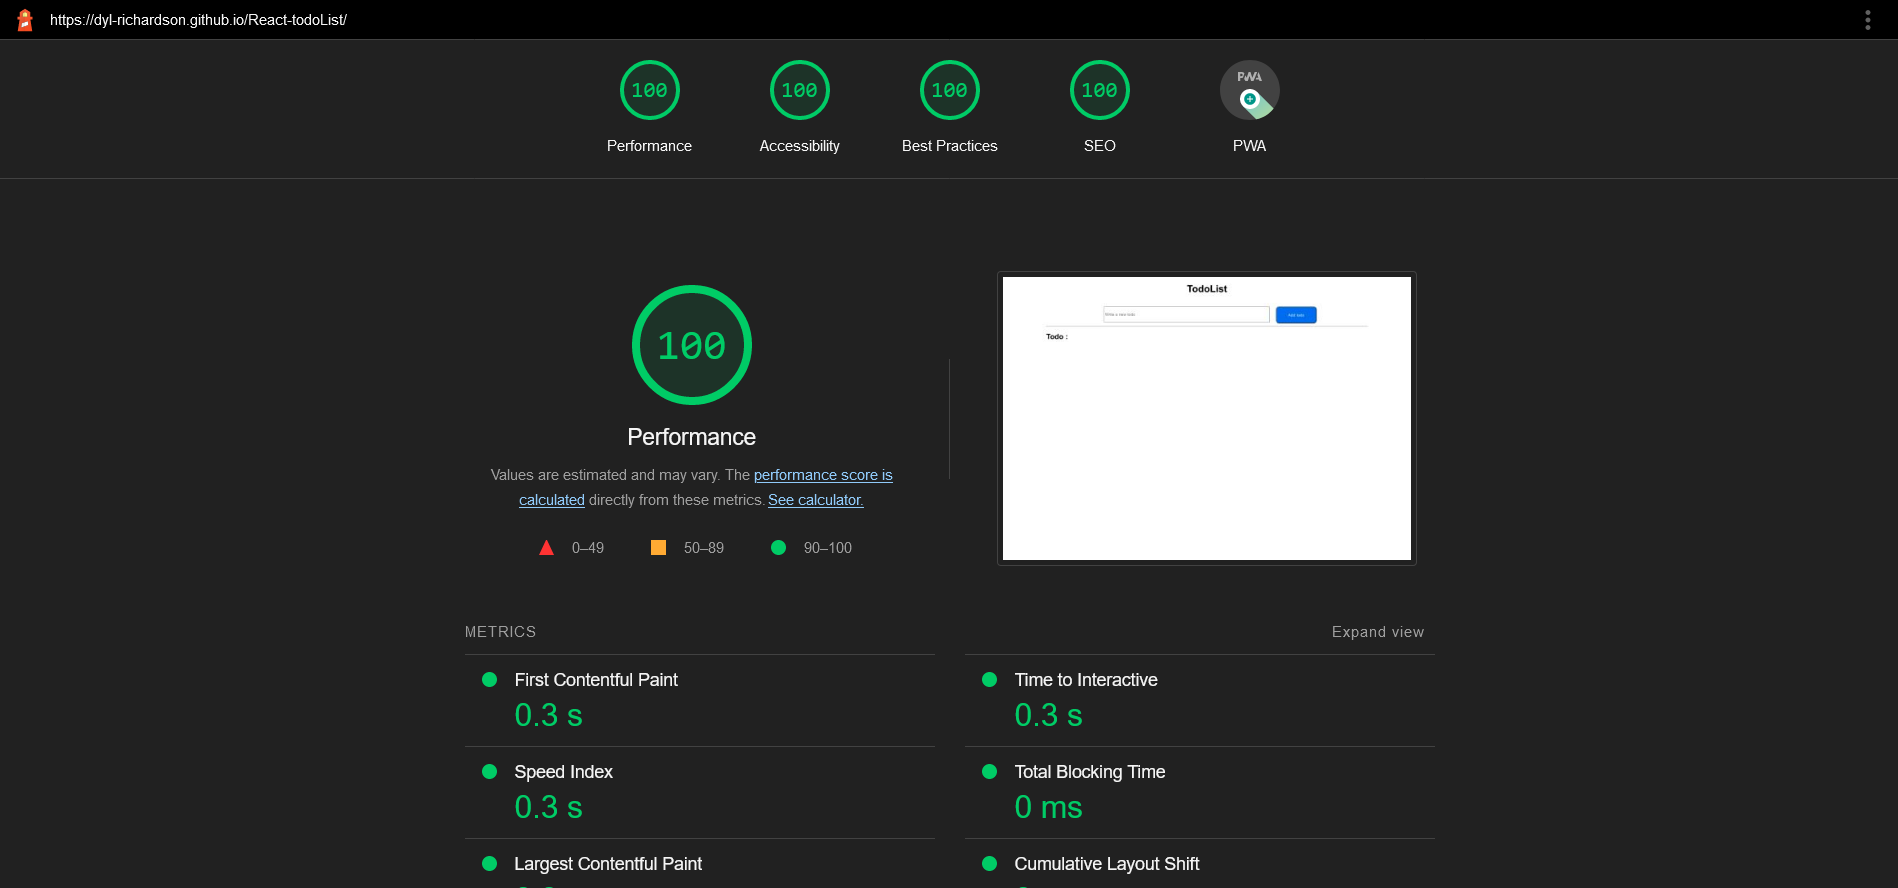 https://dyl-richardson.github.io/React-todoList/
100
100
100
100
PWA
Performance
Accessibility
Best Practices
SEO
PWA
100
Performance
Values are estimated and may vary. The performance score is
calculated directly from these metrics. See calculator.
0–49
50–89
90–100
TodoList
Write a new todo
Add todo
Todo :
METRICS
Expand view
First Contentful Paint
0.3 s
Time to Interactive
0.3 s
Speed Index
0.3 s
Total Blocking Time
0 ms
Largest Contentful Paint
Cumulative Layout Shift